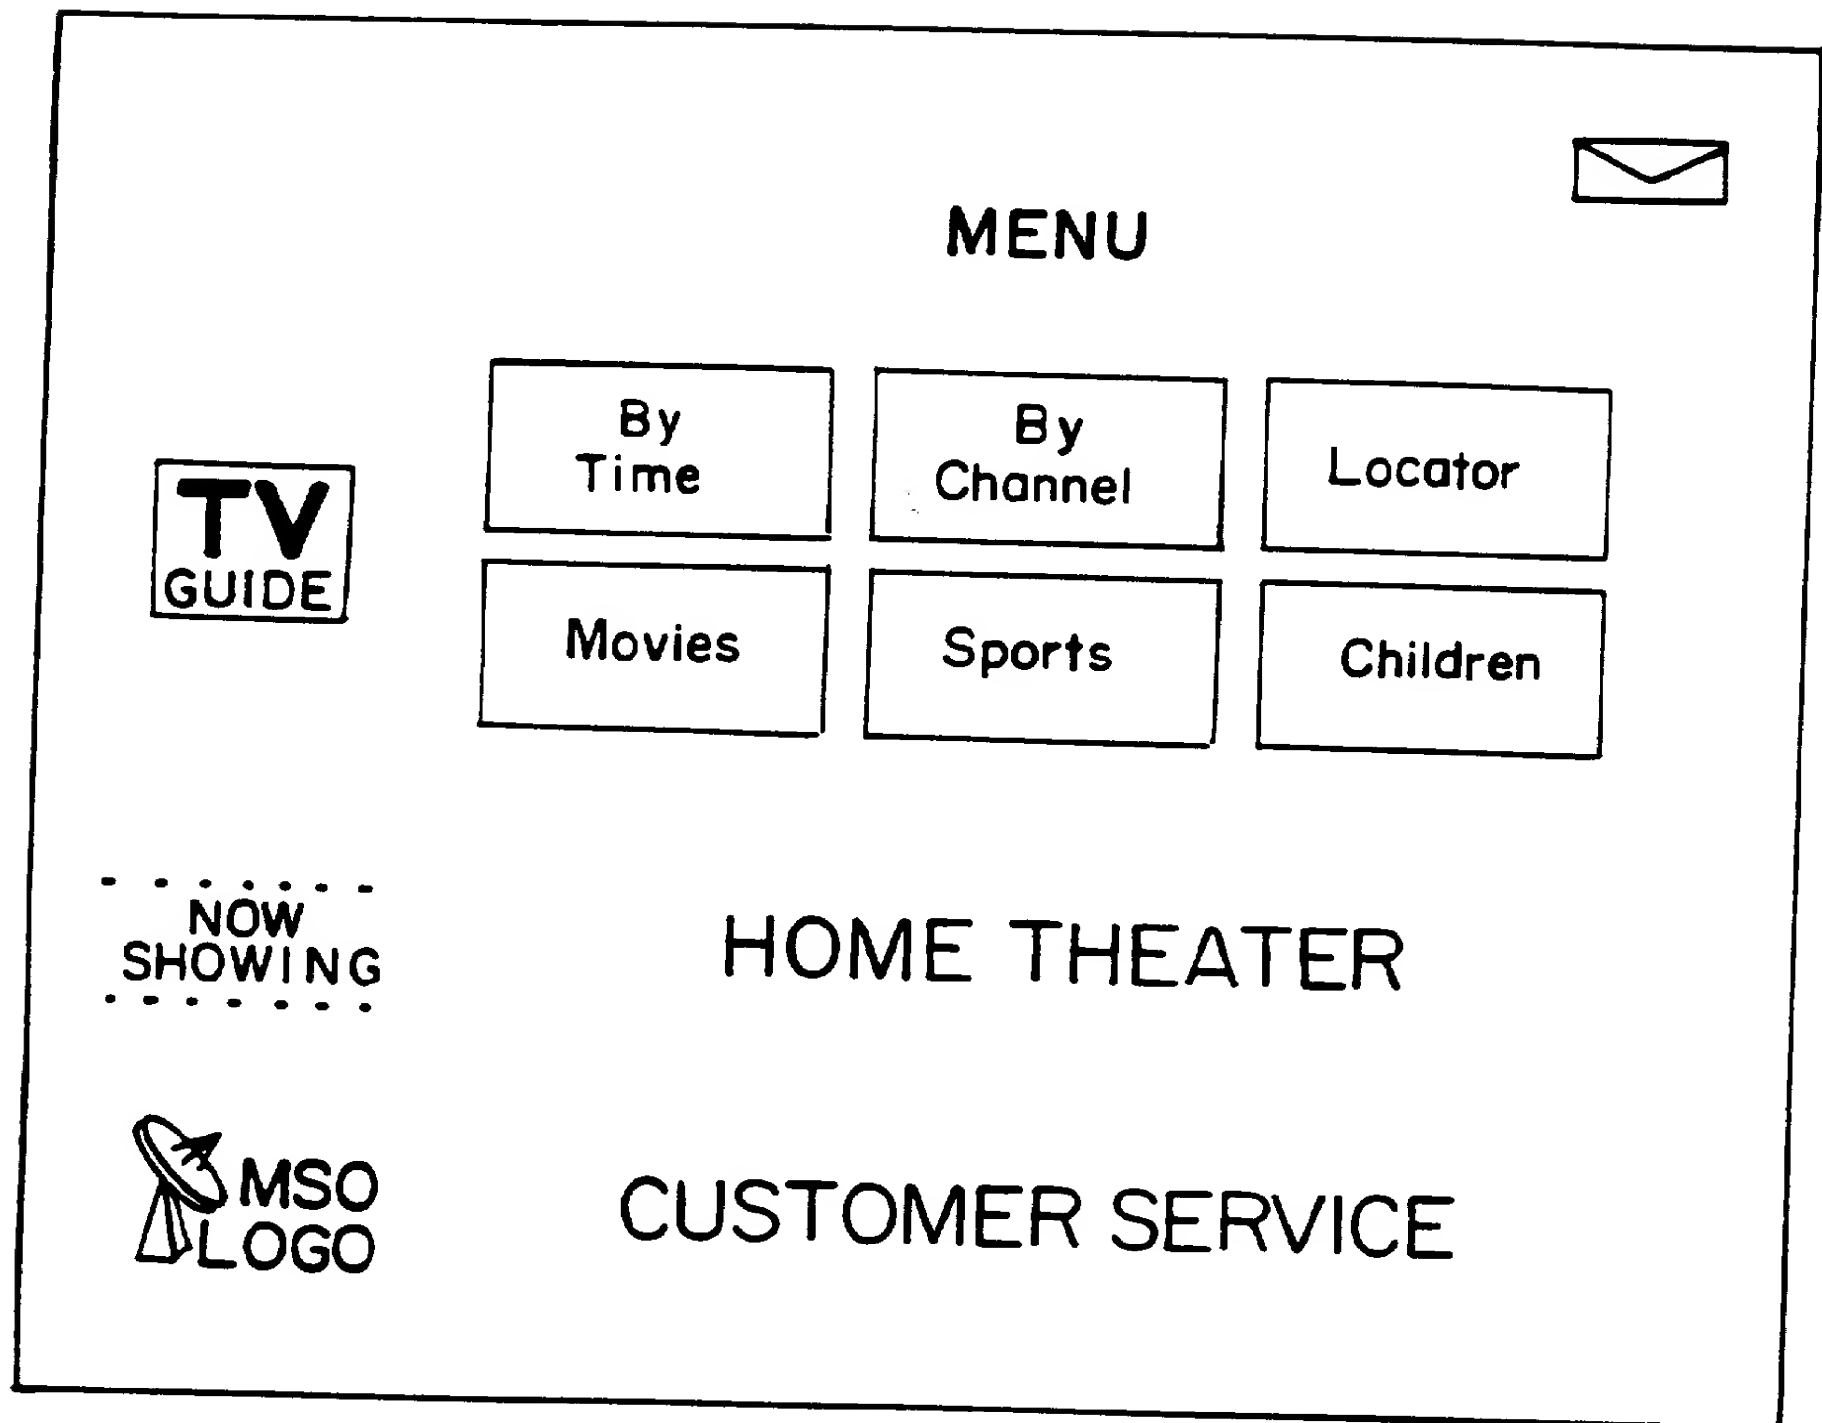 MENU
By
Time
By
Channel
Locator
TV
GUIDE
Movies
Sports
Children
NOW
SHOWING
HOME THEATER
MSO
LOGO
CUSTOMER SERVICE